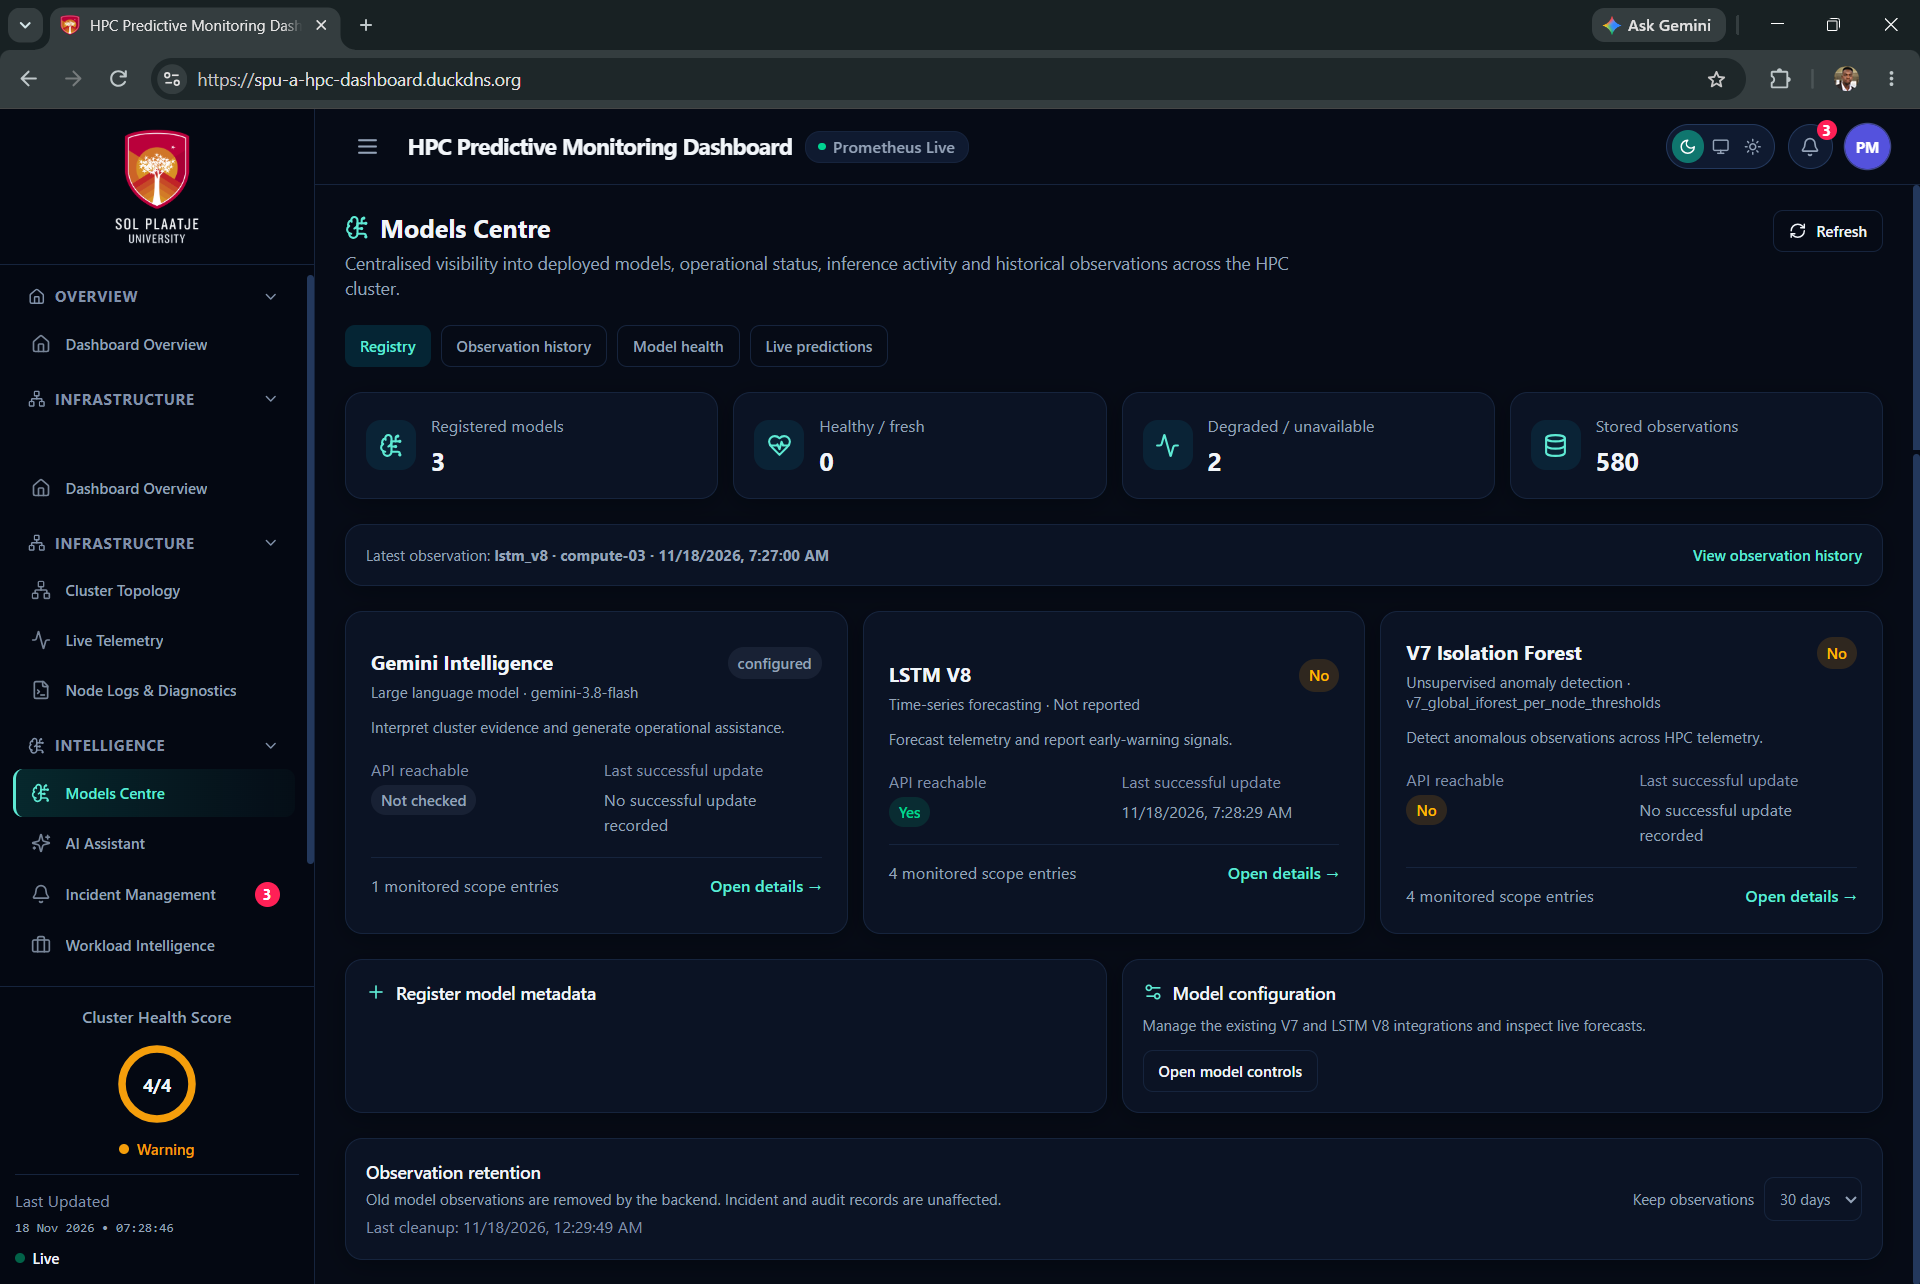 HPC Predictive Monitoring Dash
Ask Gemini
https://spu-a-hpc-dashboard.duckdns.org
SOL PLAATJE
UNIVERSITY
HPC Predictive Monitoring Dashboard
Prometheus Live
3
PM
OVERVIEW
Dashboard Overview
INFRASTRUCTURE
Dashboard Overview
INFRASTRUCTURE
Cluster Topology
Live Telemetry
Node Logs & Diagnostics
INTELLIGENCE
Models Centre
AI Assistant
Incident Management 3
Workload Intelligence
Cluster Health Score
4/4
Warning
Last Updated
18 Nov 2026 • 07:28:46
Live
Models Centre
Refresh
Centralised visibility into deployed models, operational status, inference activity and historical observations across the HPC
cluster.
Registry
Observation history
Model health
Live predictions
Registered models
3
Healthy / fresh
0
Degraded / unavailable
2
Stored observations
580
Latest observation: lstm_v8 · compute-03 · 11/18/2026, 7:27:00 AM
View observation history
Gemini Intelligence
configured
Large language model · gemini-3.8-flash
Interpret cluster evidence and generate operational assistance.
API reachable
Not checked
Last successful update
No successful update
recorded
1 monitored scope entries
Open details →
LSTM V8
No
Time-series forecasting · Not reported
Forecast telemetry and report early-warning signals.
API reachable
Yes
Last successful update
11/18/2026, 7:28:29 AM
4 monitored scope entries
Open details →
V7 Isolation Forest
No
Unsupervised anomaly detection ·
v7_global_iforest_per_node_thresholds
Detect anomalous observations across HPC telemetry.
API reachable
No
Last successful update
No successful update
recorded
4 monitored scope entries
Open details →
Register model metadata
Model configuration
Manage the existing V7 and LSTM V8 integrations and inspect live forecasts.
Open model controls
Observation retention
Old model observations are removed by the backend. Incident and audit records are unaffected.
Last cleanup: 11/18/2026, 12:29:49 AM
Keep observations
30 days